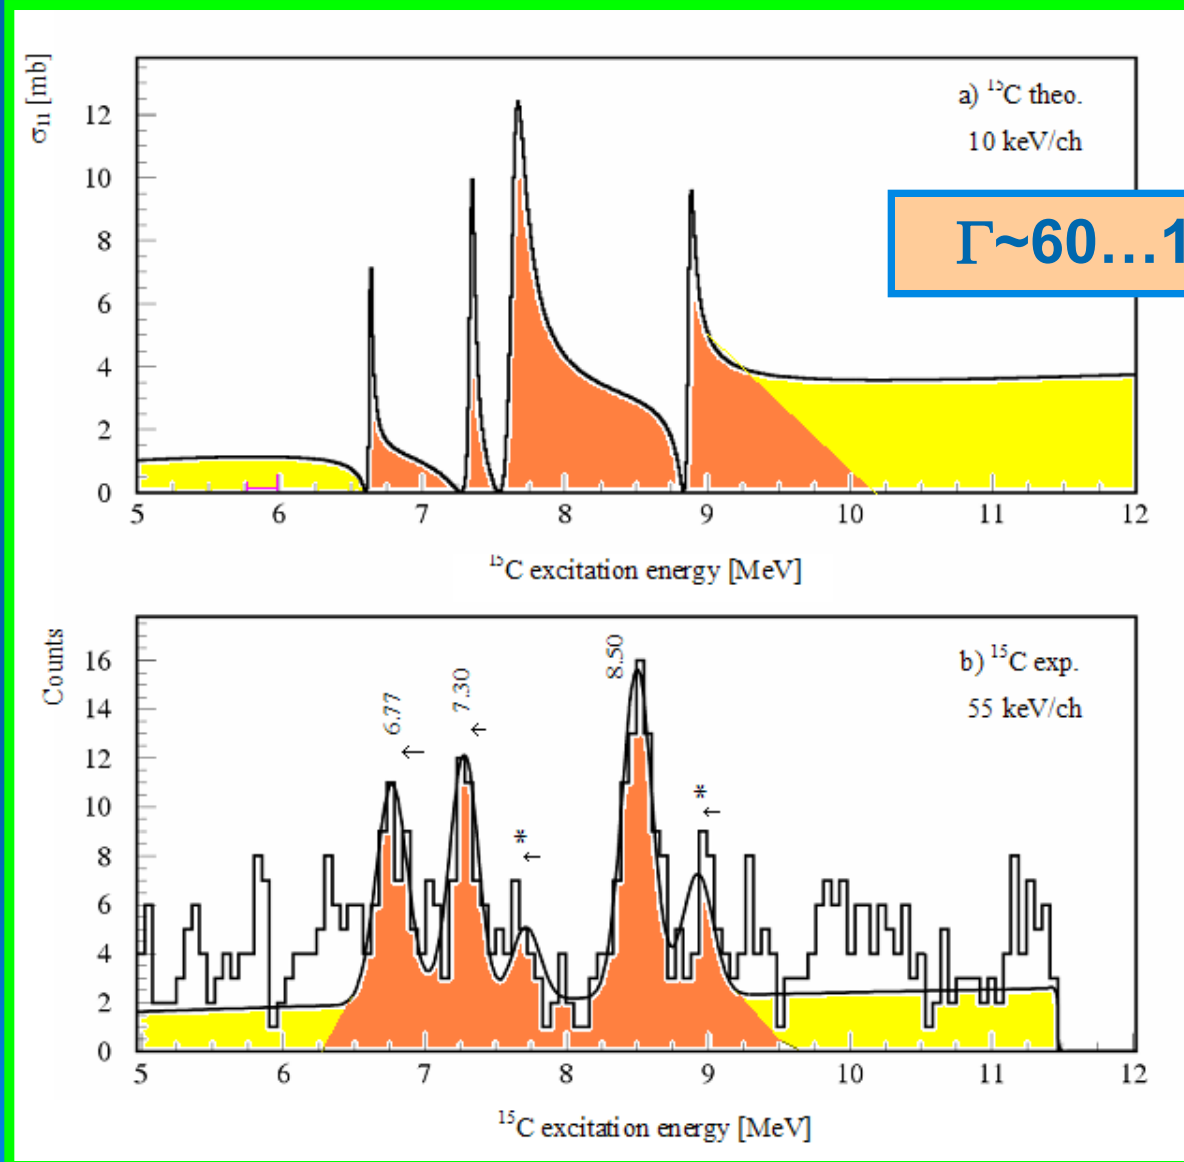 σ11 [mb]
a) 15C theo.
10 keV/ch
Γ~60…1
12
10
8
6
4
2
0
5 6 7 8 9 10 11 12
15C excitation energy [MeV]
Counts
b) 15C exp.
55 keV/ch
6.77
7.30
8.50
*
*
16
14
12
10
8
6
4
2
0
5 6 7 8 9 10 11 12
15C excitation energy [MeV]